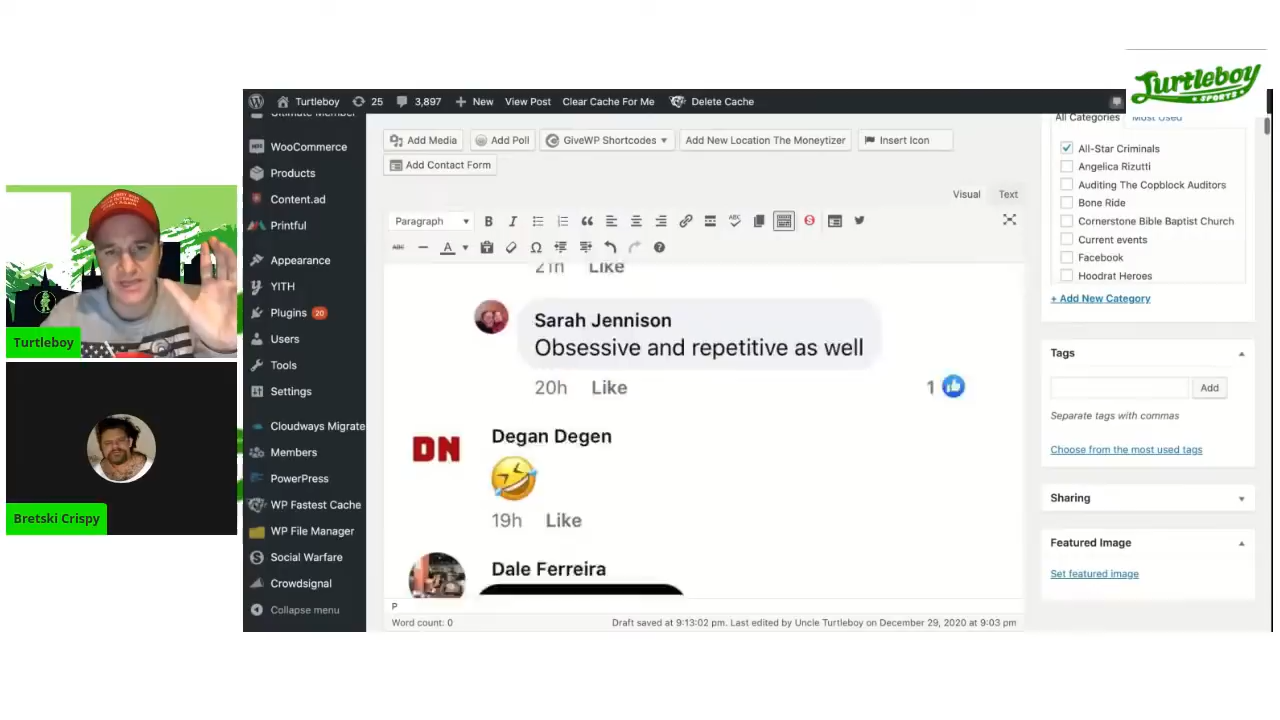 Turtleboy
SPORTS
Turtleboy
25
3,897
New
View Post
Clear Cache For Me
Delete Cache
Ultimate Member
WooCommerce
Products
Content.ad
Printful
Appearance
YITH
Plugins 20
Users
Tools
Settings
Cloudways Migrate
Members
PowerPress
WP Fastest Cache
WP File Manager
Social Warfare
Crowdsignal
Collapse menu
Add Media
Add Poll
GiveWP Shortcodes
Add New Location The Moneytizer
Insert Icon
Add Contact Form
Visual
Text
Paragraph
B
I
ABC
ABC
A
21h Like
Sarah Jennison
Obsessive and repetitive as well
20h Like
1
DN
Degan Degen
19h Like
Dale Ferreira
P
Word count: 0
Draft saved at 9:13:02 pm. Last edited by Uncle Turtleboy on December 29, 2020 at 9:03 pm
All Categories
Most Used
All-Star Criminals
Angelica Rizutti
Auditing The Copblock Auditors
Bone Ride
Cornerstone Bible Baptist Church
Current events
Facebook
Hoodrat Heroes
+ Add New Category
Tags
Add
Separate tags with commas
Choose from the most used tags
Sharing
Featured Image
Set featured image
Turtleboy
Bretski Crispy